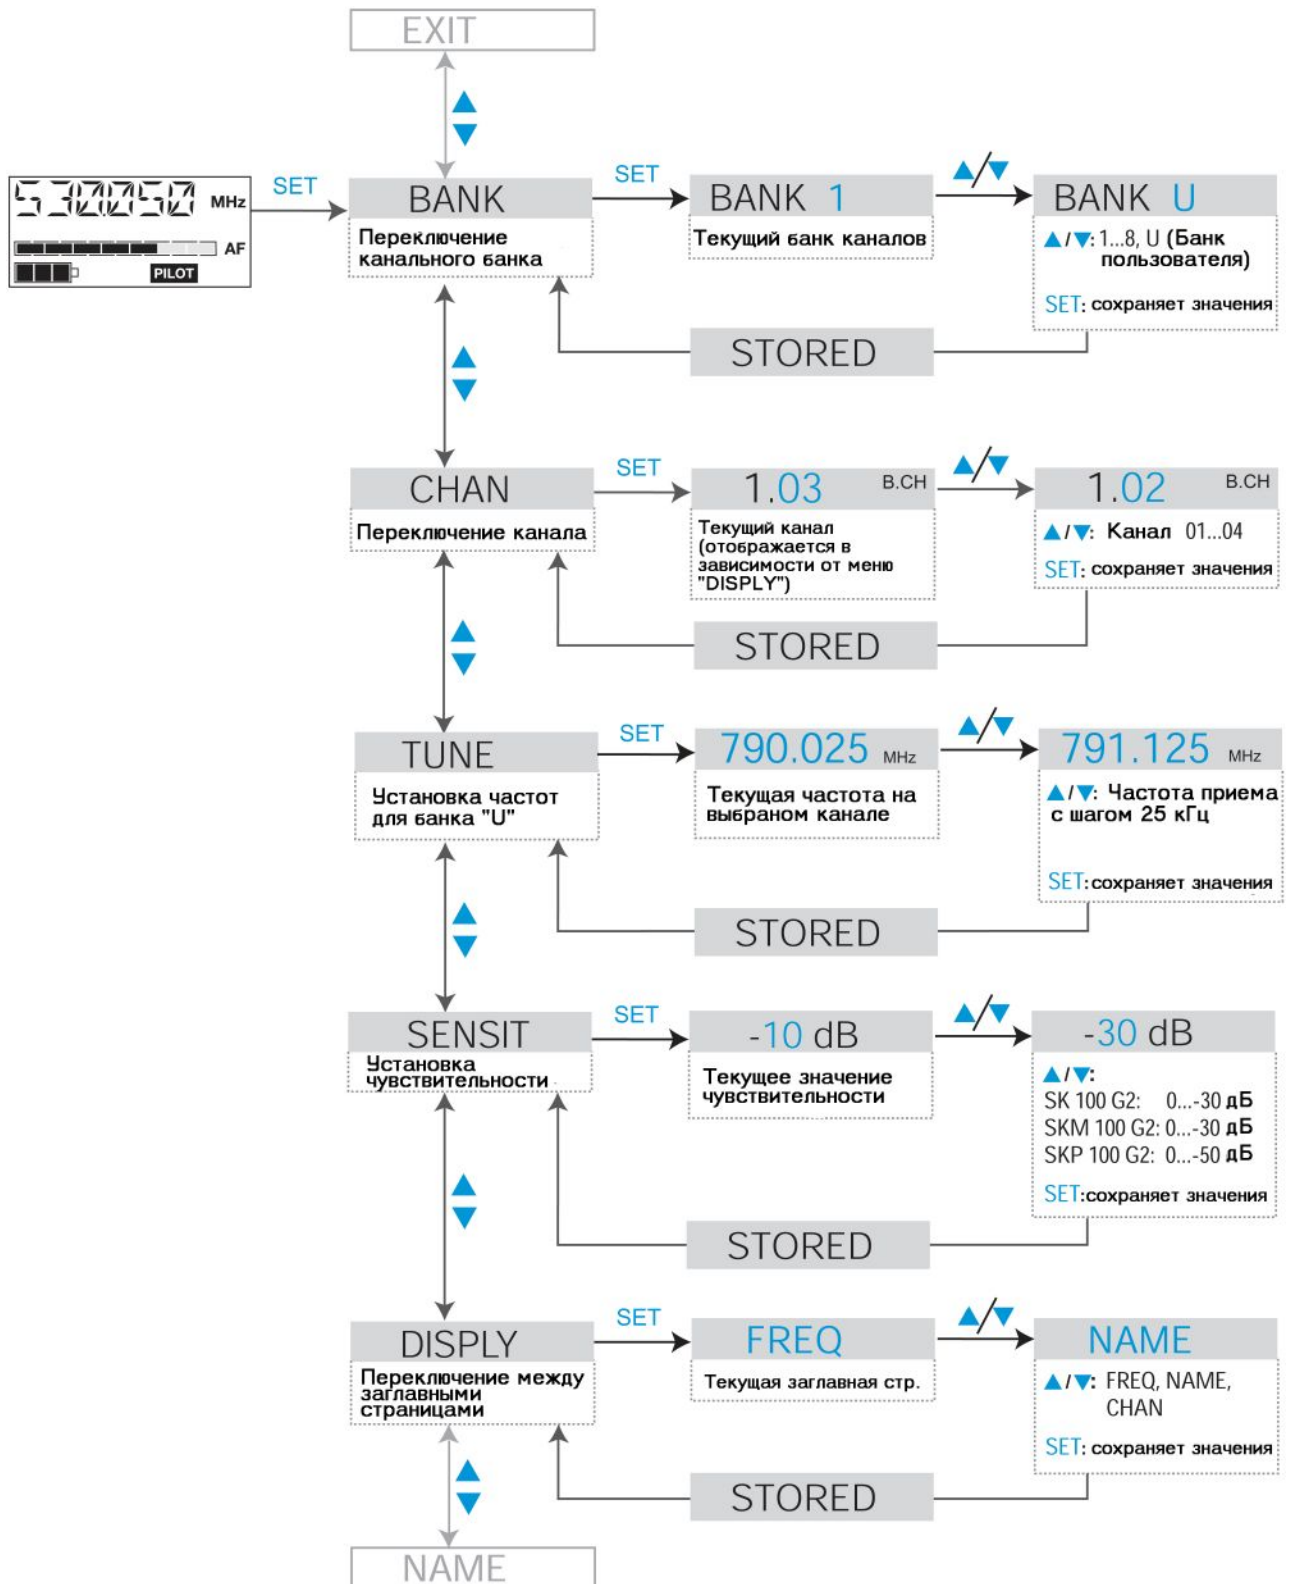 EXIT
530.050 MHz
AF
PILOT
SET
BANK
Переключение
канального банка
SET
BANK 1
Текущий банк каналов
BANK U
▲/▼: 1...8, U (Банк
пользователя)
SET: сохраняет значения
STORED
CHAN
Переключение канала
SET
1.03 B.CH
Текущий канал
(отображается в
зависимости от меню
"DISPLY")
1.02 B.CH
▲/▼: Канал 01...04
SET: сохраняет значения
STORED
TUNE
Установка частот
для банка "U"
SET
790.025 MHz
Текущая частота на
выбраном канале
791.125 MHz
▲/▼: Частота приема
с шагом 25 кГц
SET: сохраняет значения
STORED
SENSIT
Установка
чувствительности
SET
-10 dB
Текущее значение
чувствительности
-30 dB
▲/▼:
SK 100 G2: 0...-30 дБ
SKM 100 G2: 0...-30 дБ
SKP 100 G2: 0...-50 дБ
SET:сохраняет значения
STORED
DISPLY
Переключение между
заглавными
страницами
SET
FREQ
Текущая заглавная стр.
NAME
▲/▼: FREQ, NAME,
CHAN
SET: сохраняет значения
STORED
NAME